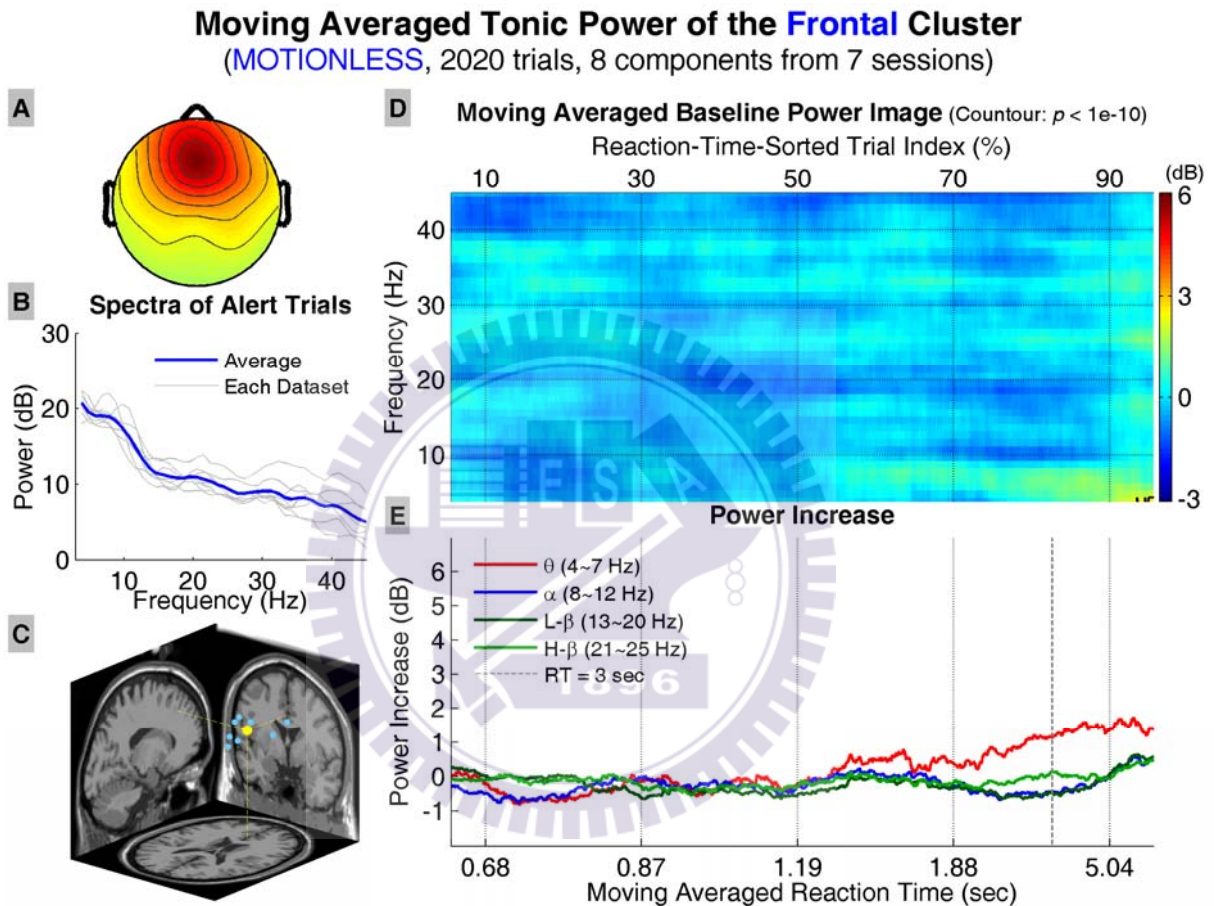 Moving Averaged Tonic Power of the Frontal Cluster
(MOTIONLESS, 2020 trials, 8 components from 7 sessions)
A
B
Spectra of Alert Trials
30
20
10
0
Power (dB)
Average
Each Dataset
10 20 30 40
Frequency (Hz)
C
D
Moving Averaged Baseline Power Image (Countour: p < 1e-10)
Reaction-Time-Sorted Trial Index (%)
10 30 50 70 90
(dB)
6
3
0
-3
40
30
20
10
Frequency (Hz)
E S A
1896
E
Power Increase
6
5
4
3
2
1
0
-1
Power Increase (dB)
θ (4~7 Hz)
α (8~12 Hz)
L-β (13~20 Hz)
H-β (21~25 Hz)
RT = 3 sec
0.68 0.87 1.19 1.88 5.04
Moving Averaged Reaction Time (sec)